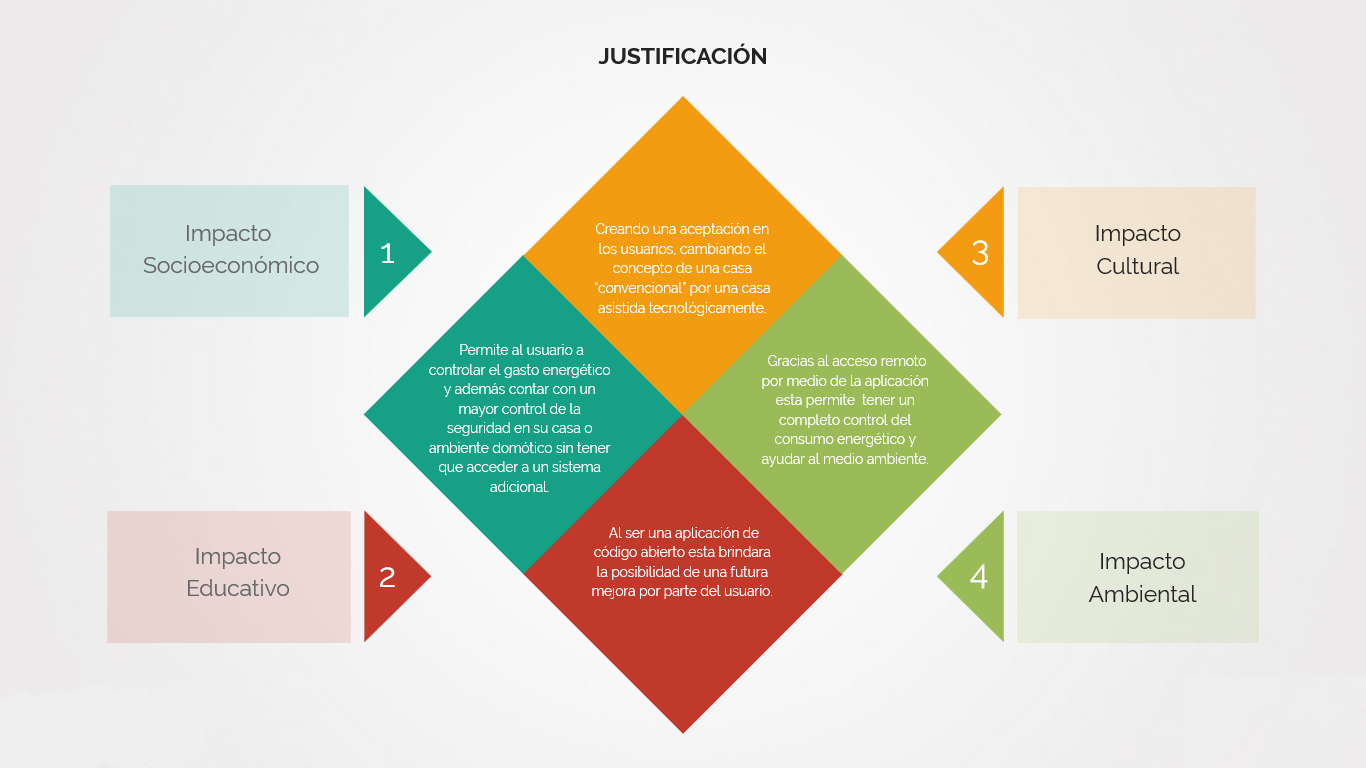 JUSTIFICACIÓN
Impacto
Socioeconómico
1
Impacto
Educativo
2
Creando una aceptación en
los usuarios, cambiando el
concepto de una casa
“convencional” por una casa
asistida tecnológicamente.
Permite al usuario a
controlar el gasto energético
y además contar con un
mayor control de la
seguridad en su casa o
ambiente domótico sin tener
que acceder a un sistema
adicional.
Gracias al acceso remoto
por medio de la aplicación
esta permite tener un
completo control del
consumo energético y
ayudar al medio ambiente.
Al ser una aplicación de
código abierto esta brindara
la posibilidad de una futura
mejora por parte del usuario.
3
Impacto
Cultural
4
Impacto
Ambiental